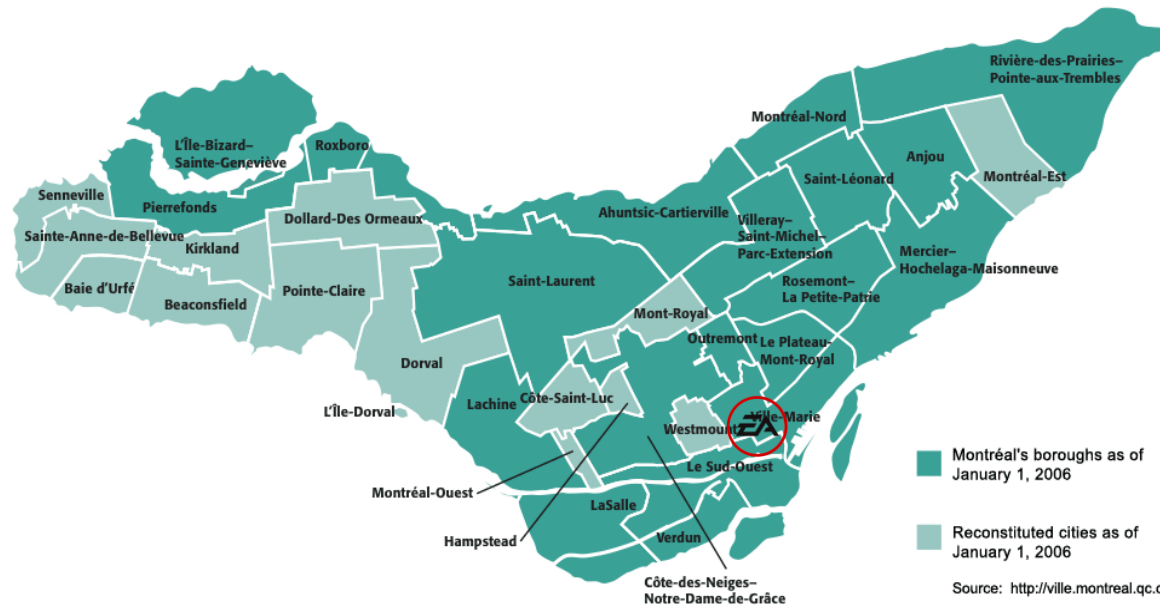 Rivière-des-Prairies–
Pointe-aux-Trembles
Montréal-Nord
L'Île-Bizard–
Sainte-Geneviève
Roxboro
Anjou
Saint-Léonard
Montréal-Est
Senneville
Pierrefonds
Dollard-Des Ormeaux
Ahuntsic-Cartierville
Villeray–
Saint-Michel–
Parc-Extension
Sainte-Anne-de-Bellevue
Kirkland
Mercier–
Hochelaga-Maisonneuve
Saint-Laurent
Rosemont–
La Petite-Patrie
Baie d'Urfé
Beaconsfield
Pointe-Claire
Mont-Royal
Outremont
Le Plateau-
Mont-Royal
Dorval
L'Île-Dorval
Lachine
Côte-Saint-Luc
Westmount
EA
Ville-Marie
Le Sud-Ouest
Montréal-Ouest
LaSalle
Hampstead
Verdun
Côte-des-Neiges–
Notre-Dame-de-Grâce
Montréal's boroughs as of
January 1, 2006
Reconstituted cities as of
January 1, 2006
Source: http://ville.montreal.qc.c